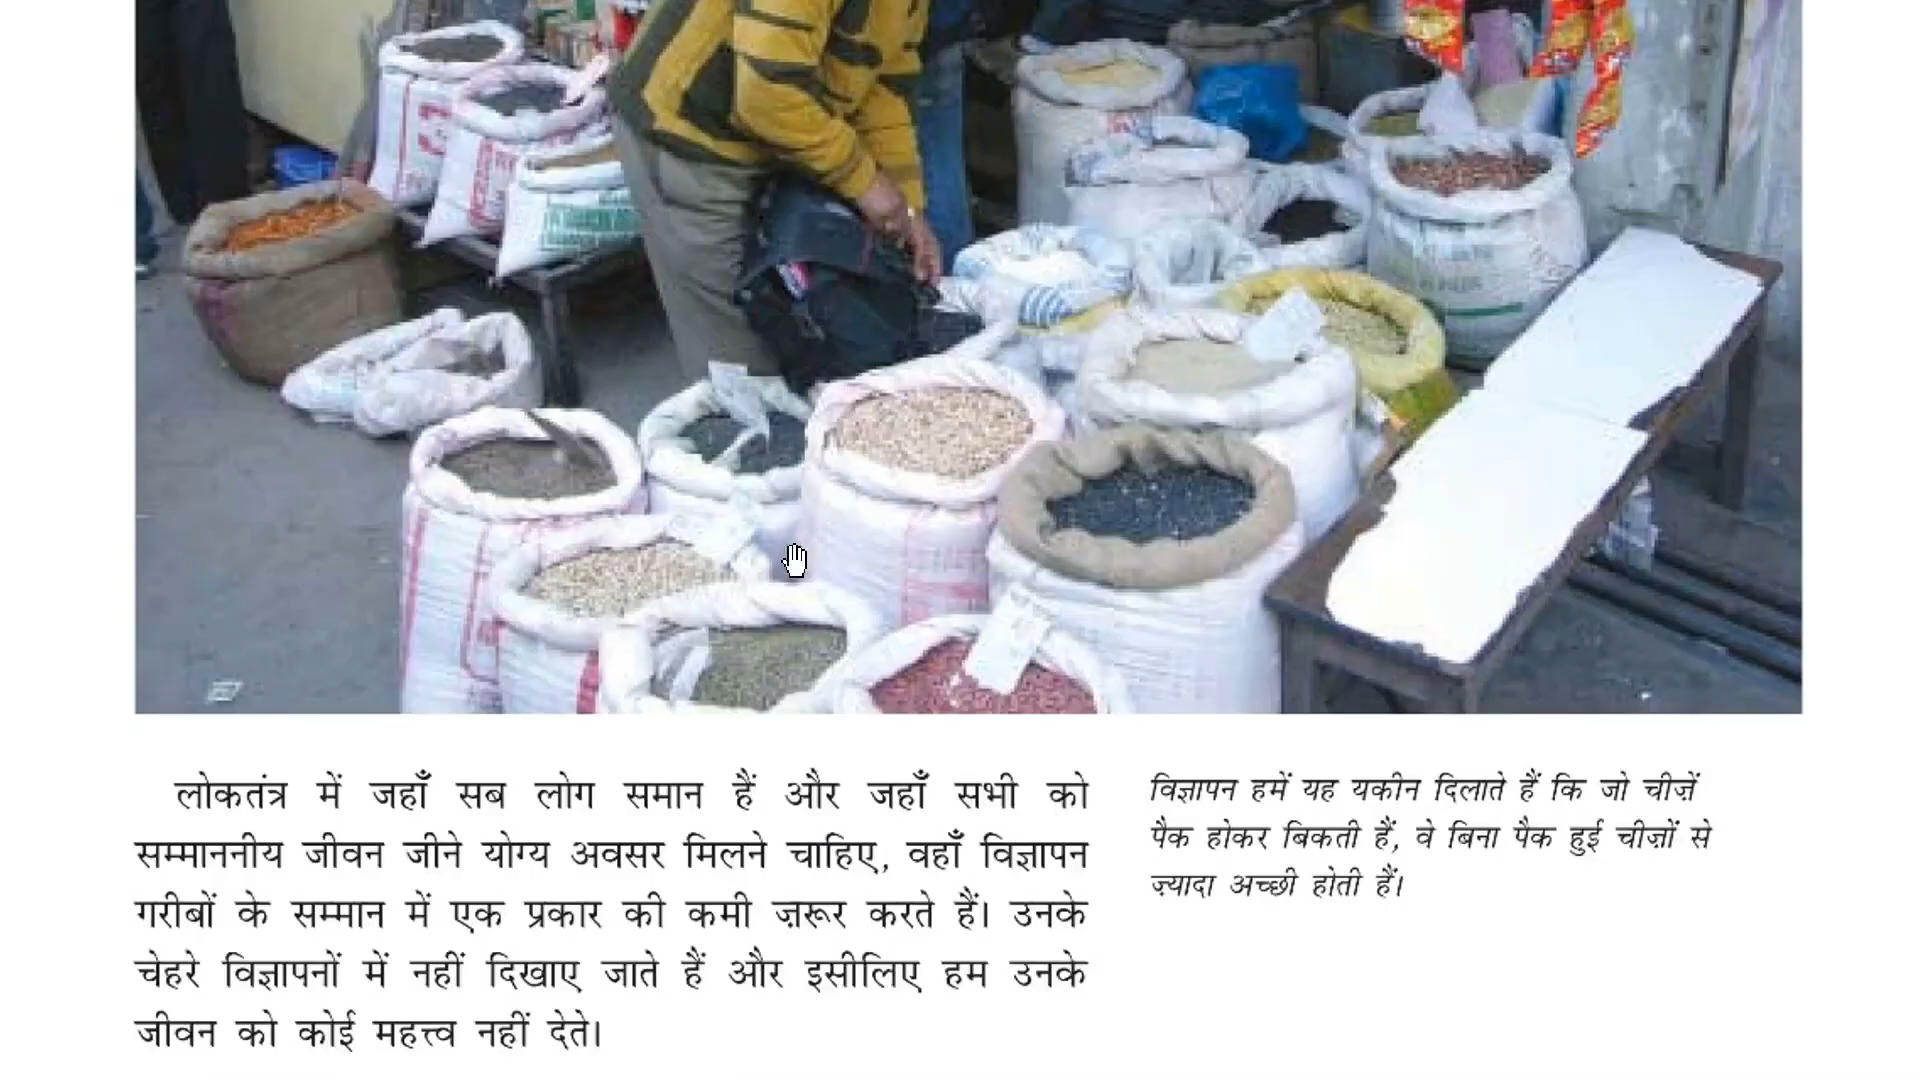 लोकतंत्र में जहाँ सब लोग समान हैं और जहाँ सभी को
सम्माननीय जीवन जीने योग्य अवसर मिलने चाहिए, वहाँ विज्ञापन
गरीबों के सम्मान में एक प्रकार की कमी ज़रूर करते हैं। उनके
चेहरे विज्ञापनों में नहीं दिखाए जाते हैं और इसीलिए हम उनके
जीवन को कोई महत्त्व नहीं देते।
विज्ञापन हमें यह यकीन दिलाते हैं कि जो चीज़ें
पैक होकर बिकती हैं, वे बिना पैक हुई चीज़ों से
ज़्यादा अच्छी होती हैं।